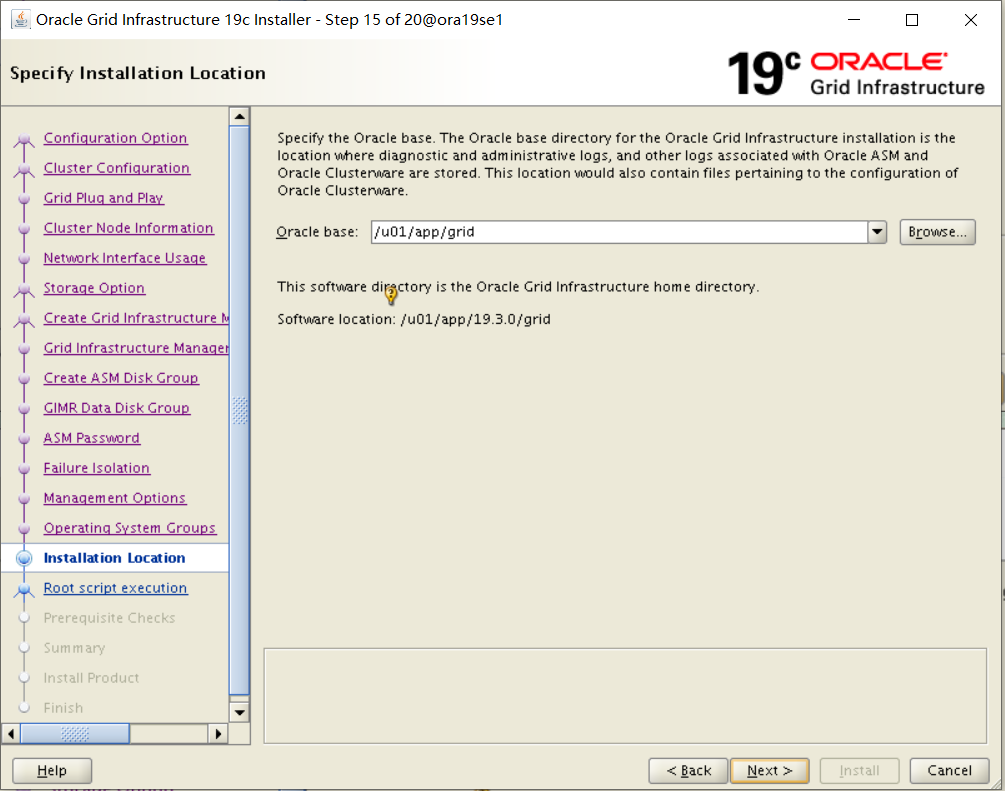 Oracle Grid Infrastructure 19c Installer - Step 15 of 20@ora19se1
Specify Installation Location
19c ORACLE
Grid Infrastructure
Configuration Option
Cluster Configuration
Grid Plug and Play
Cluster Node Information
Network Interface Usage
Storage Option
Create Grid Infrastructure M
Grid Infrastructure Manager
Create ASM Disk Group
GIMR Data Disk Group
ASM Password
Failure Isolation
Management Options
Operating System Groups
Installation Location
Root script execution
Prerequisite Checks
Summary
Install Product
Finish
Specify the Oracle base. The Oracle base directory for the Oracle Grid Infrastructure installation is the
location where diagnostic and administrative logs, and other logs associated with Oracle ASM and
Oracle Clusterware are stored. This location would also contain files pertaining to the configuration of
Oracle Clusterware.
Oracle base: /u01/app/grid Browse...
This software directory is the Oracle Grid Infrastructure home directory.
Software location: /u01/app/19.3.0/grid
Help < Back Next > Install Cancel